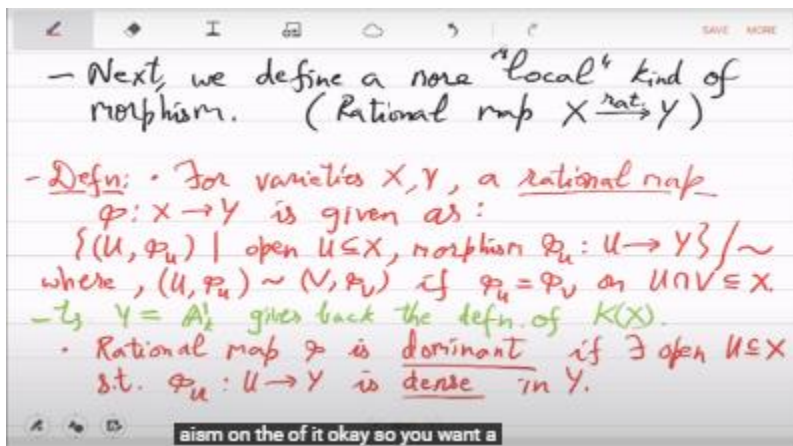 SAVE MORE
- Next, we define a more "local" kind of
morphism. (Rational map X rat.→ Y)
- Defn: · For varieties X, Y, a rational map
φ: X → Y is given as:
{(U, φ_U) | open U ⊆ X, morphism φ_U : U → Y}/~
where, (U, φ_U) ~ (V, φ_V) if φ_U = φ_V on U∩V ⊆ X.
Y = A¹_k gives back the defn. of K(X).
· Rational map φ is dominant if ∃ open U ⊆ X
s.t. φ_U : U → Y is dense in Y.
aism on the of it okay so you want a